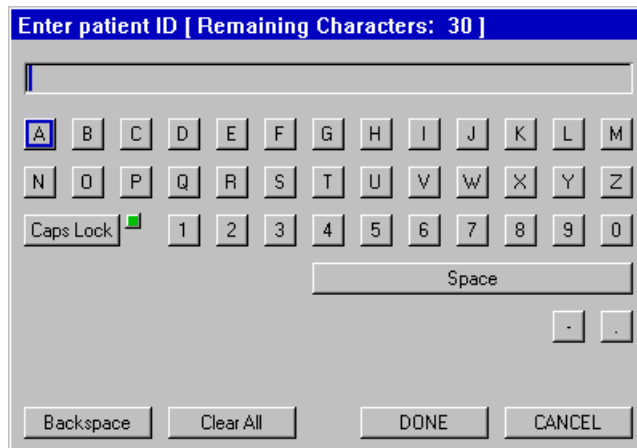 Enter patient ID [ Remaining Characters: 30 ]
A B C D E F G H I J K L M
N O P Q R S T U V W X Y Z
Caps Lock 1 2 3 4 5 6 7 8 9 0
Space
- .
Backspace Clear All DONE CANCEL